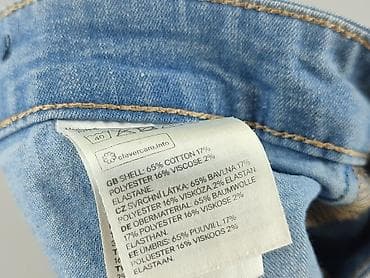 40
clevercare.info
GB SHELL: 65% COTTON 17%
POLYESTER 16% VISCOSE 2%
ELASTANE.
CZ SVRCHNÍ LÁTKA: 65% BAVLNA 17%
POLYESTER 16% VISKÓZA 2% ELASTAN.
DE OBERMATERIAL: 65% BAUMWOLLE
17% POLYESTER 16% VISKOSE 2%
ELASTHAN.
EE ÜMBRIS: 65% PUUVILL 17%
POLÜESTER 16% VISKOOS 2%
ELASTAAN.